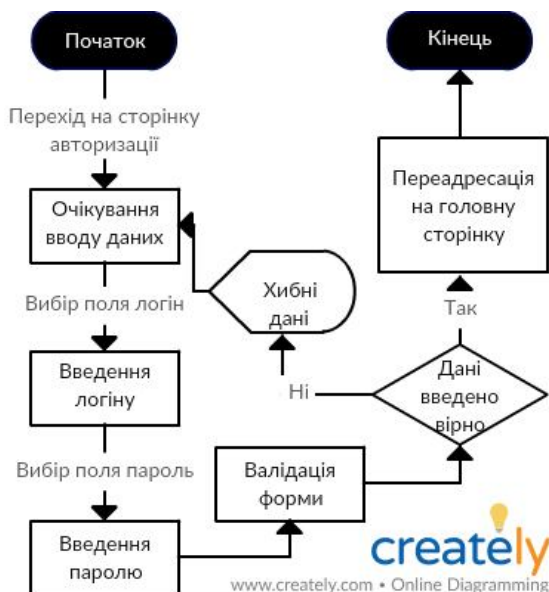 Початок
Перехід на сторінку
авторизації
Очікування
вводу даних
Вибір поля логін
Введення
логіну
Вибір поля пароль
Введення
паролю
Валідація
форми
Дані
введено
вірно
Ні
Хибні
дані
Так
Переадресація
на головну
сторінку
Кінець
creately
www.creately.com • Online Diagramming